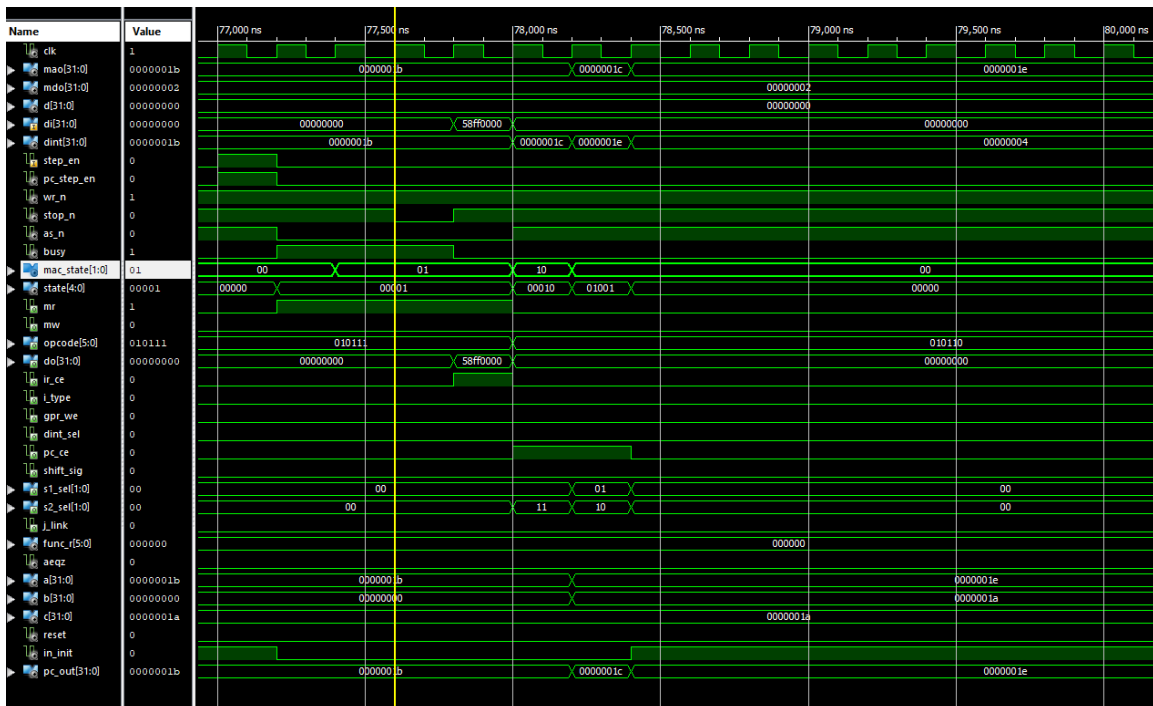 Name Value 77,000 ns 77,500 ns 78,000 ns 78,500 ns 79,000 ns 79,500 ns 80,000 ns
clk 1
mao[31:0] 0000001b 0000001b 0000001c 0000001e
mdo[31:0] 00000002 00000002
d[31:0] 00000000 00000000
di[31:0] 00000000 00000000 58ff0000 00000000
dint[31:0] 0000001b 0000001b 0000001c 0000001e 00000004
step_en 0
pc_step_en 0
wr_n 1
stop_n 0
as_n 0
busy 1
mac_state[1:0] 01 00 01 10 00
state[4:0] 00001 00000 00001 00010 01001 00000
mr 1
mw 0
opcode[5:0] 010111 010111 010110
do[31:0] 00000000 00000000 58ff0000 00000000
ir_ce 0
i_type 0
gpr_we 0
dint_sel 0
pc_ce 0
shift_sig 0
s1_sel[1:0] 00 00 01 00
s2_sel[1:0] 00 00 11 10 00
j_link 0
func_r[5:0] 000000 000000
aeqz 0
a[31:0] 0000001b 0000001b 0000001e
b[31:0] 00000000 00000000 0000001a
c[31:0] 0000001a 0000001a
reset 0
in_init 0
pc_out[31:0] 0000001b 0000001b 0000001c 0000001e